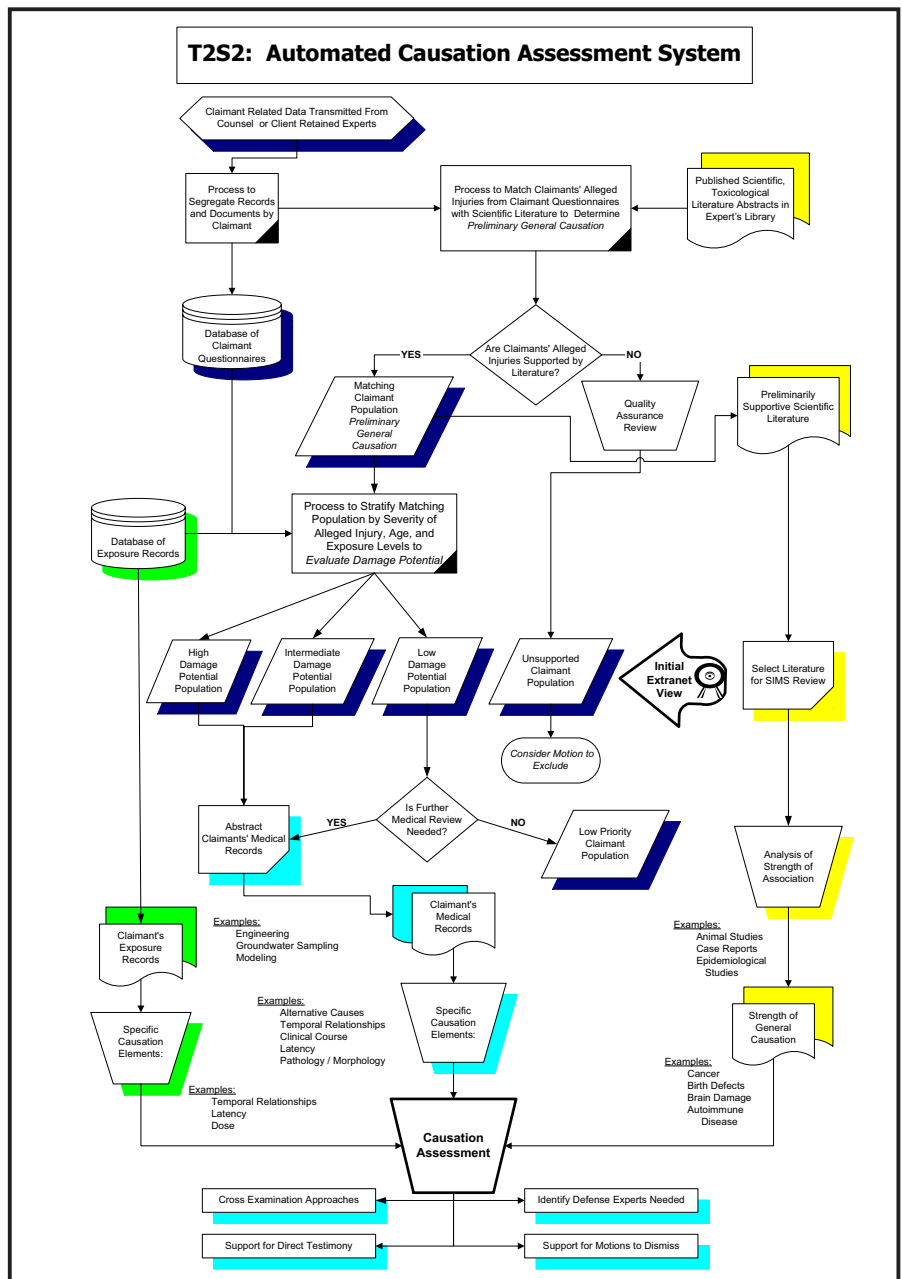 T2S2: Automated Causation Assessment System
Claimant Related Data Transmitted From
Counsel or Client Retained Experts
Process to
Segregate Records
and Documents by
Claimant
Process to Match Claimants' Alleged
Injuries from Claimant Questionnaires
with Scientific Literature to Determine
Preliminary General Causation
Published Scientific,
Toxicological
Literature Abstracts in
Expert's Library
Database of
Claimant
Questionnaires
Are Claimants' Alleged
Injuries Supported by
Literature?
YES
NO
Matching
Claimant
Population
Preliminary
General
Causation
Quality
Assurance
Review
Preliminarily
Supportive Scientific
Literature
Process to Stratify Matching
Population by Severity of
Alleged Injury, Age, and
Exposure Levels to
Evaluate Damage Potential
Database of
Exposure Records
High
Damage
Potential
Population
Intermediate
Damage
Potential
Population
Low
Damage
Potential
Population
Unsupported
Claimant
Population
Initial
Extranet
View
Select Literature
for SIMS Review
Consider Motion to
Exclude
Abstract
Claimants' Medical
Records
YES
Is Further
Medical Review
Needed?
NO
Low Priority
Claimant
Population
Analysis of
Strength of
Association
Claimant's
Exposure
Records
Examples:
Engineering
Groundwater Sampling
Modeling
Claimant's
Medical
Records
Examples:
Animal Studies
Case Reports
Epidemiological
Studies
Specific
Causation
Elements:
Examples:
Alternative Causes
Temporal Relationships
Clinical Course
Latency
Pathology / Morphology
Specific
Causation
Elements:
Strength of
General
Causation
Examples:
Temporal Relationships
Latency
Dose
Examples:
Cancer
Birth Defects
Brain Damage
Autoimmune
Disease
Causation
Assessment
Cross Examination Approaches
Identify Defense Experts Needed
Support for Direct Testimony
Support for Motions to Dismiss